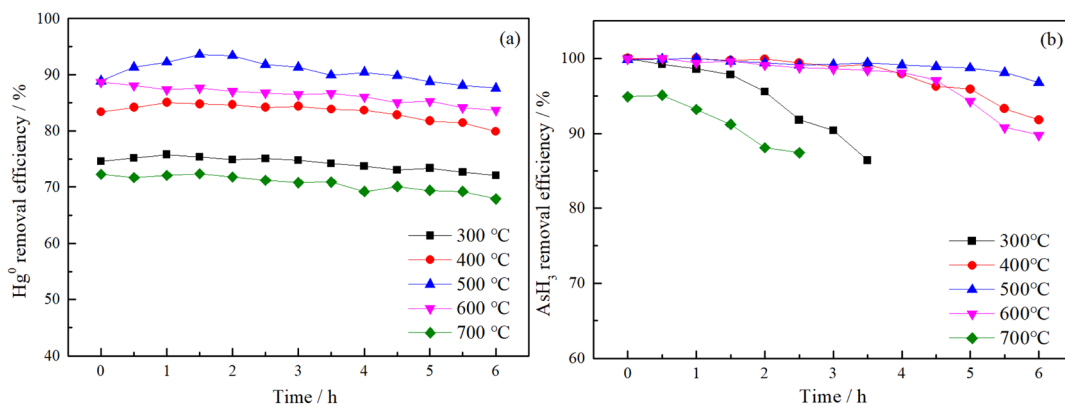 (a)
100
90
80
70
60
50
40
Hg⁰ removal efficiency / %
0 1 2 3 4 5 6
Time / h
300 °C
400 °C
500 °C
600 °C
700 °C
(b)
100
90
80
70
60
AsH₃ removal efficiency / %
0 1 2 3 4 5 6
Time / h
300°C
400°C
500°C
600°C
700°C